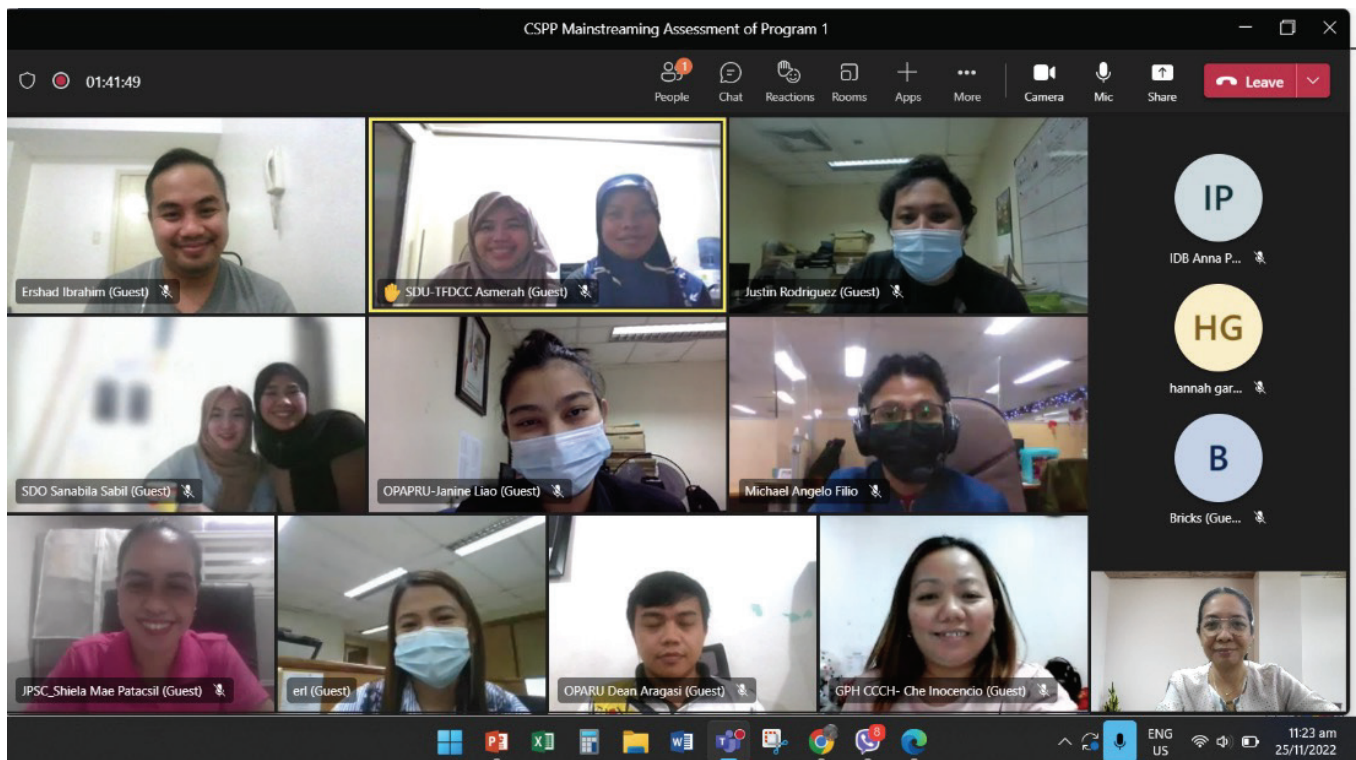 CSPP Mainstreaming Assessment of Program 1
01:41:49
1
People
Chat
Reactions
Rooms
Apps
More
Camera
Mic
Share
Leave
Ershad Ibrahim (Guest)
SDU-TFDCC Asmerah (Guest)
Justin Rodriguez (Guest)
IP
IDB Anna P...
HG
hannah gar...
SDO Sanabila Sabil (Guest)
OPAPRU-Janine Liao (Guest)
Michael Angelo Filio
B
Bricks (Gue...
JPSC_Shiela Mae Patacsil (Guest)
erl (Guest)
OPARU Dean Aragasi (Guest)
GPH CCCH- Che Inocencio (Guest)
8
ENG
US
11:23 am
25/11/2022